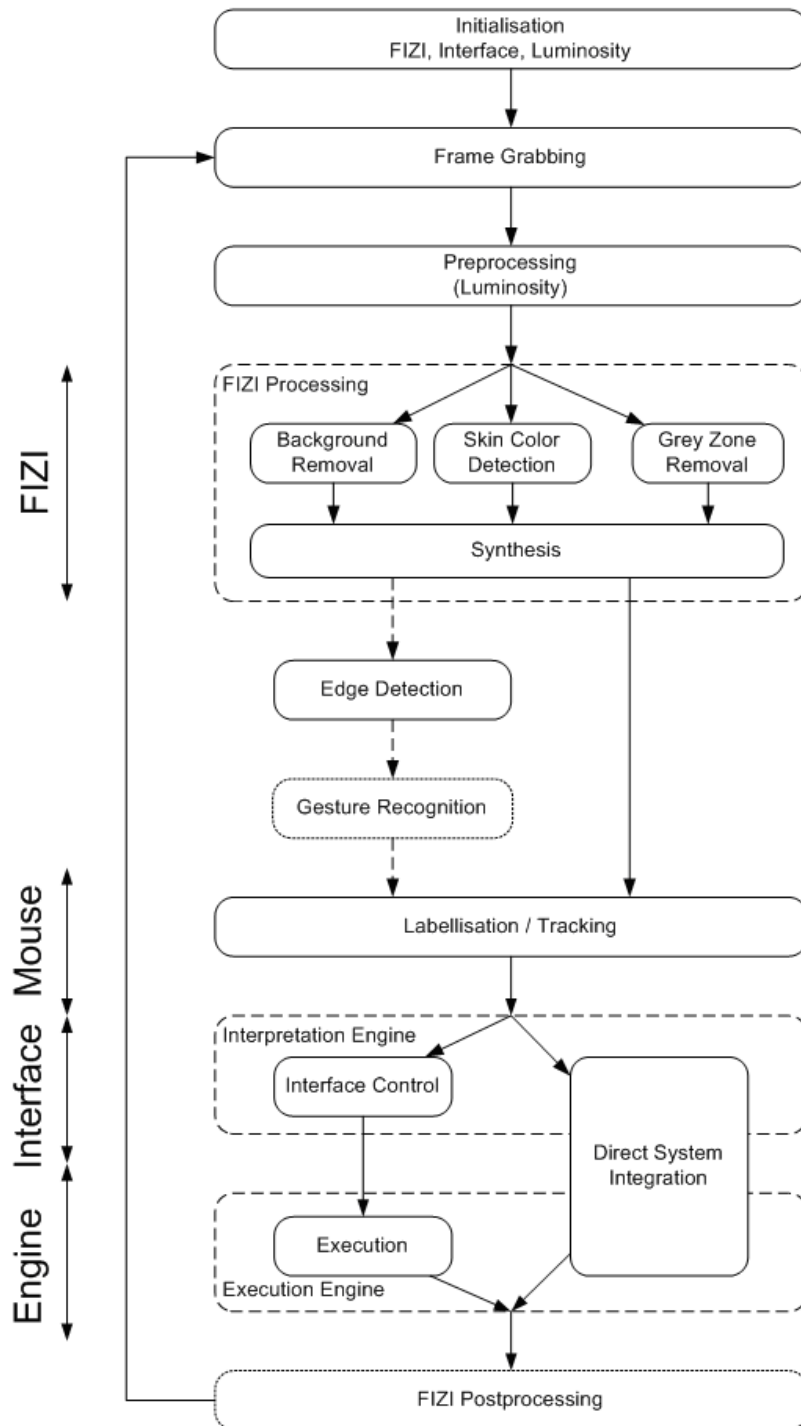 Initialisation
FIZI, Interface, Luminosity
Frame Grabbing
Preprocessing
(Luminosity)
FIZI
FIZI Processing
Background
Removal
Skin Color
Detection
Grey Zone
Removal
Synthesis
Edge Detection
Gesture Recognition
Mouse
Labellisation / Tracking
Interface
Interpretation Engine
Interface Control
Direct System
Integration
Engine
Execution
Execution Engine
FIZI Postprocessing